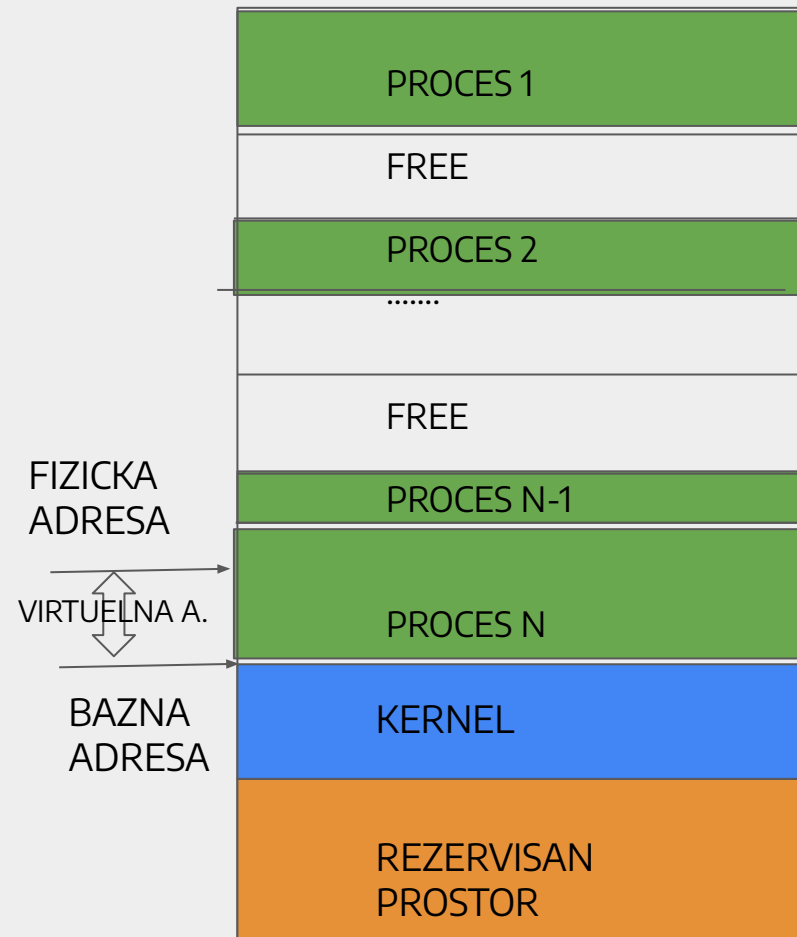 PROCES 1
FREE
PROCES 2
.......
FREE
FIZICKA
ADRESA
PROCES N-1
VIRTUELNA A.
PROCES N
BAZNA
ADRESA
KERNEL
REZERVISAN
PROSTOR